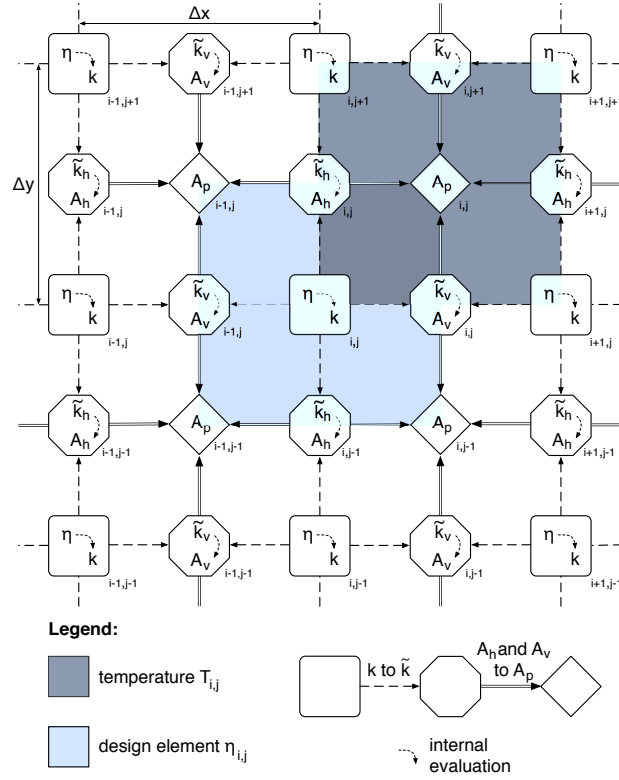 Δx
η k i-1,j+1
k̃v Av i-1,j+1
η k i,j+1
k̃v Av i,j+1
η k i+1,j+1
Δy
k̃h Ah i-1,j
Ap i-1,j
k̃h Ah i,j
Ap i,j
k̃h Ah i+1,j
η k i-1,j
k̃v Av i-1,j
η k i,j
k̃v Av i,j
η k i+1,j
k̃h Ah i-1,j-1
Ap i-1,j-1
k̃h Ah i,j-1
Ap i,j-1
k̃h Ah i+1,j-1
η k i-1,j-1
k̃v Av i-1,j-1
η k i,j-1
k̃v Av i,j-1
η k i+1,j-1
Legend:
temperature Ti,j
design element ηi,j
k to k̃
Ah and Av
to Ap
internal
evaluation